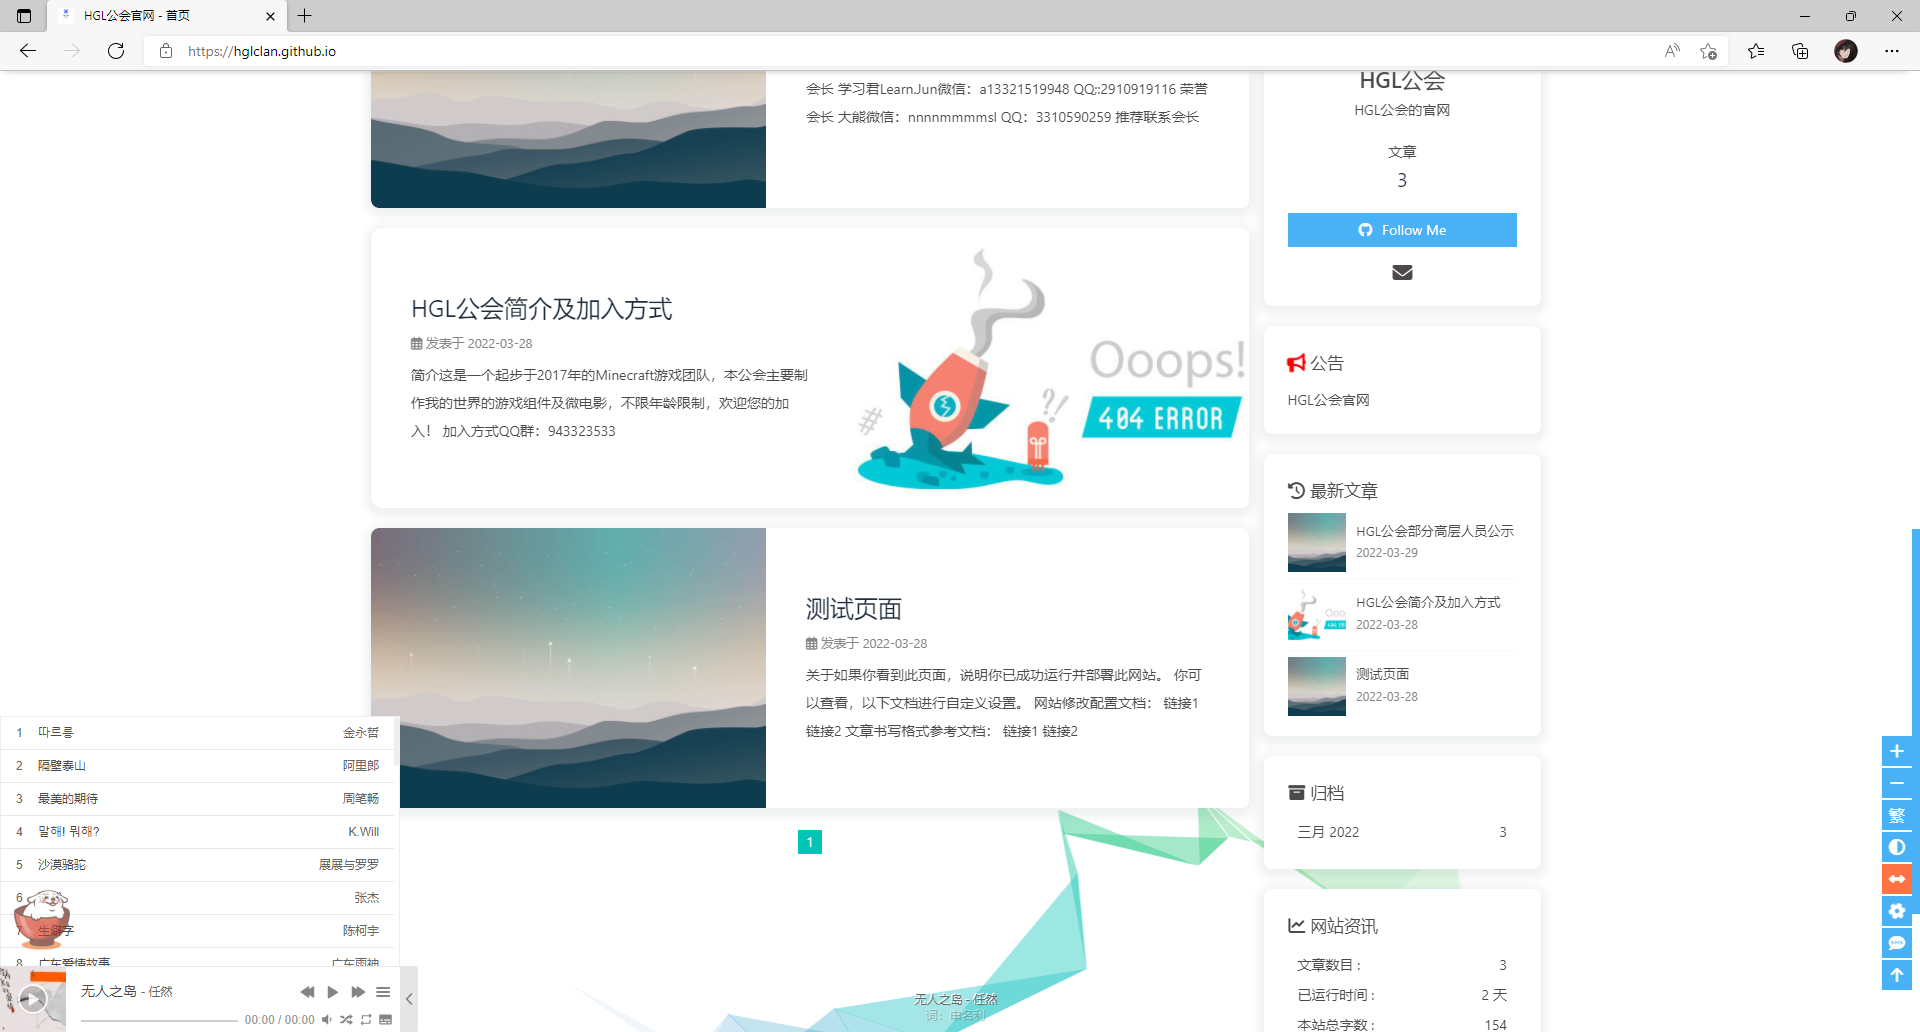 HGL公会官网 - 首页
https://hglclan.github.io
会长 学习君Learn.Jun微信：a13321519948 QQ;:2910919116 荣誉
会长 大能微信：nnnnmmmmsl QQ：3310590259 推荐联系会长
HGL公会简介及加入方式
发表于 2022-03-28
简介这是一个起步于2017年的Minecraft游戏团队，本公会主要制
作我的世界的游戏组件及微电影，不限年龄限制，欢迎您的加
入！ 加入方式QQ群：943323533
Ooops!
404 ERROR
测试页面
发表于 2022-03-28
关于如果你看到此页面，说明你已成功运行并部署此网站。 你可
以查看，以下文档进行自定义设置。 网站修改配置文档： 链接1
链接2 文章书写格式参考文档： 链接1 链接2
1
HGL公会
HGL公会的官网
文章
3
Follow Me
公告
HGL公会官网
最新文章
HGL公会部分高层人员公示
2022-03-29
HGL公会简介及加入方式
2022-03-28
测试页面
2022-03-28
归档
三月 2022 3
网站资讯
文章数目 : 3
已运行时间 : 2 天
本站总字数 : 154
繁
1 따르릉 金永哲
2 隔壁泰山 阿里郎
3 最美的期待 周笔畅
4 말해! 뭐해? K.Will
5 沙漠骆驼 展展与罗罗
6 张杰
7 生僻字 陈柯宇
8 广东爱情故事 广东雨神
无人之岛 - 任然
00:00 / 00:00
无人之岛 - 任然
词：申名利